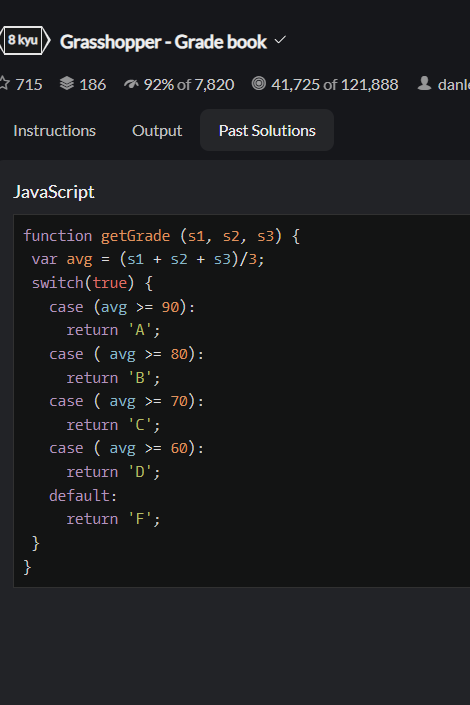 8 kyu Grasshopper - Grade book
715 186 92% of 7,820 41,725 of 121,888
Instructions Output Past Solutions
JavaScript
function getGrade (s1, s2, s3) {
var avg = (s1 + s2 + s3)/3;
switch(true) {
case (avg >= 90):
return 'A';
case ( avg >= 80):
return 'B';
case ( avg >= 70):
return 'C';
case ( avg >= 60):
return 'D';
default:
return 'F';
}
}